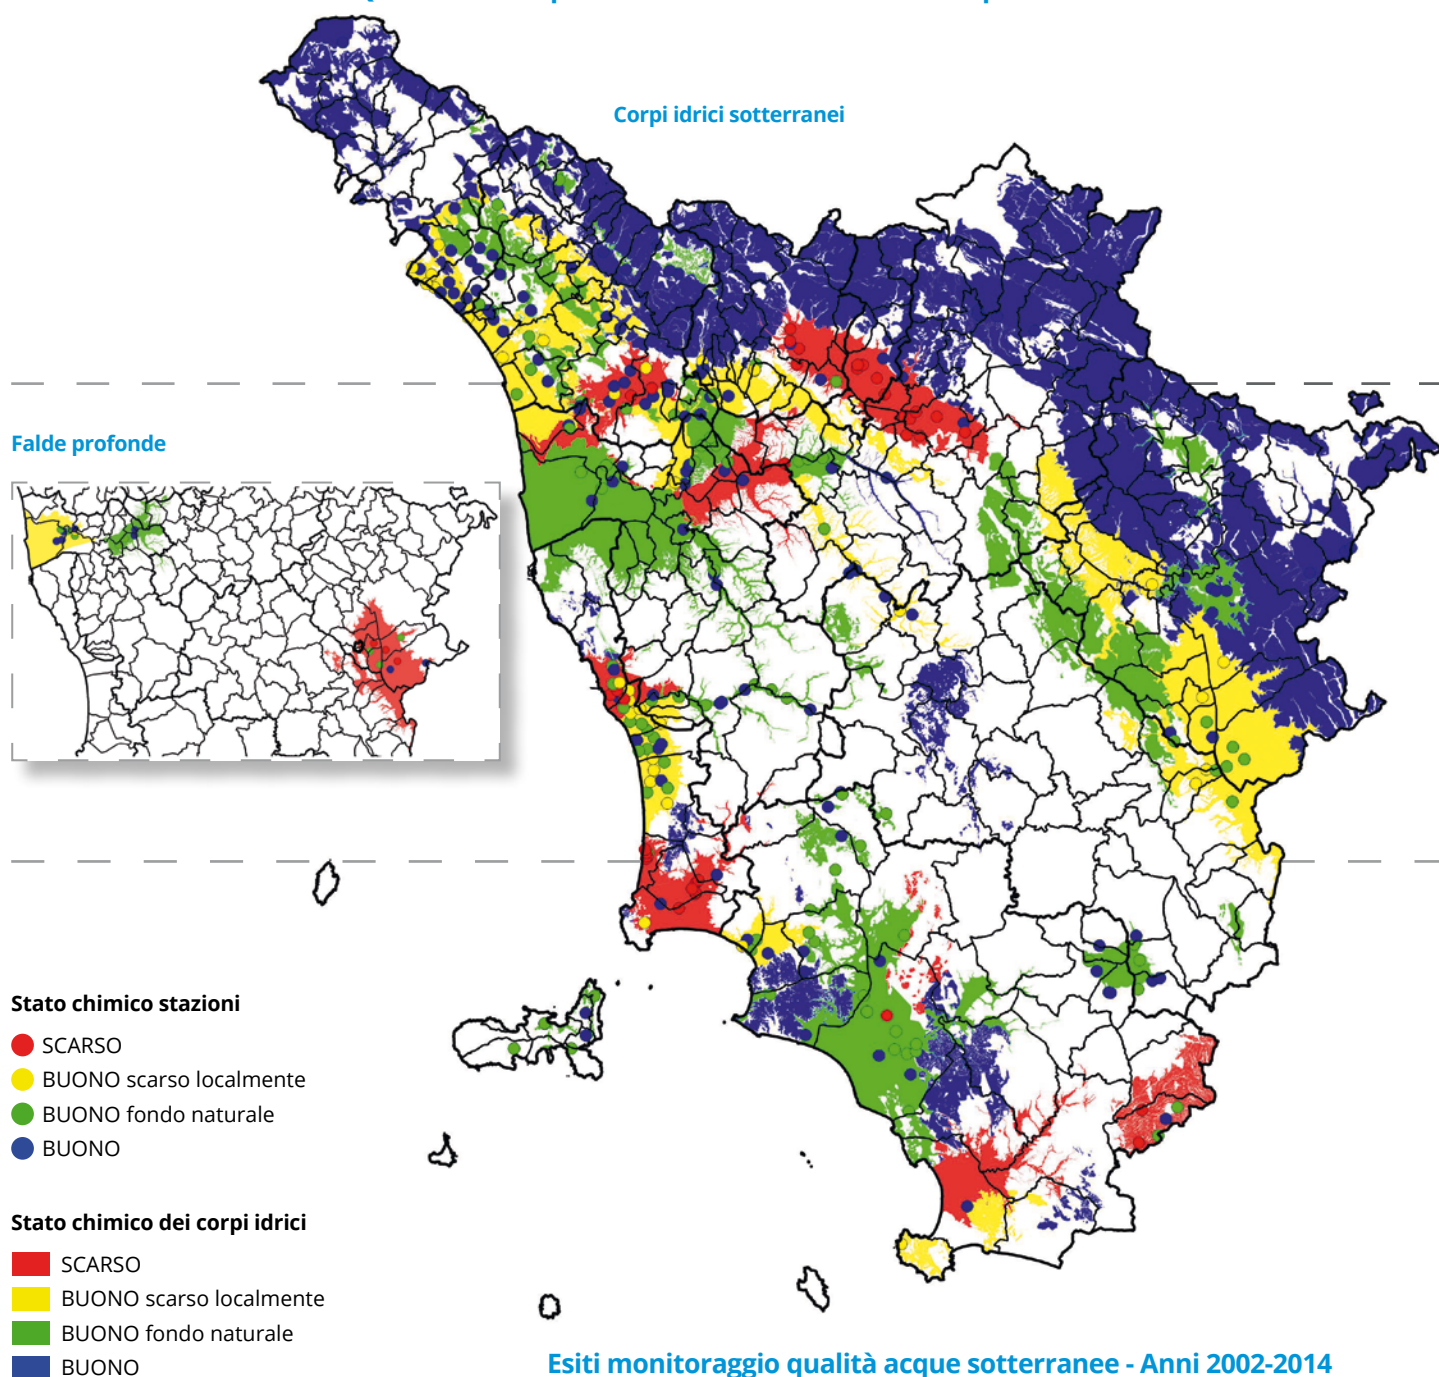 Corpi idrici sotterranei
Falde profonde
Stato chimico stazioni
SCARSO
BUONO scarso localmente
BUONO fondo naturale
BUONO
Stato chimico dei corpi idrici
SCARSO
BUONO scarso localmente
BUONO fondo naturale
BUONO
Esiti monitoraggio qualità acque sotterranee - Anni 2002-2014